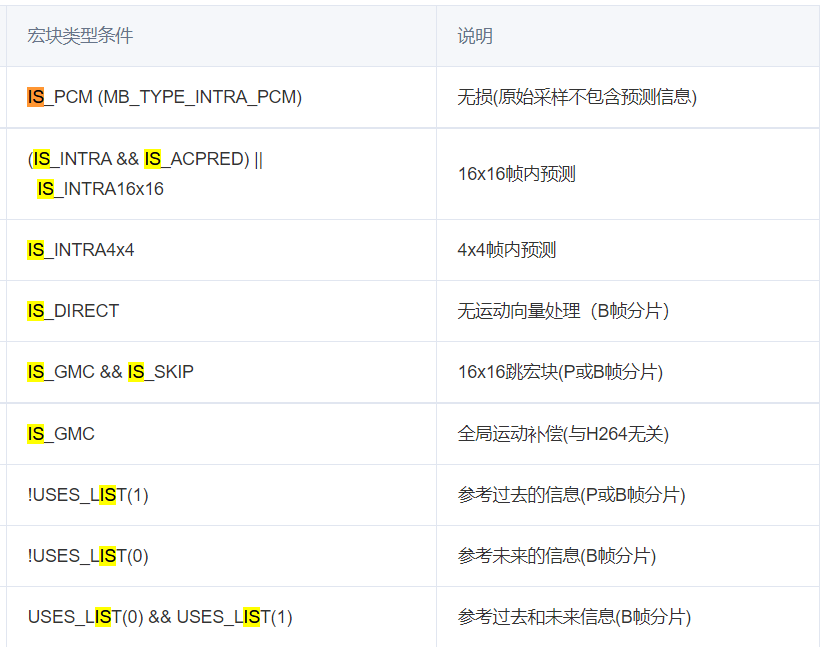 宏块类型条件
说明
IS_PCM (MB_TYPE_INTRA_PCM)
无损(原始采样不包含预测信息)
(IS_INTRA && IS_ACPRED) ||
IS_INTRA16x16
16x16帧内预测
IS_INTRA4x4
4x4帧内预测
IS_DIRECT
无运动向量处理（B帧分片）
IS_GMC && IS_SKIP
16x16跳宏块(P或B帧分片)
IS_GMC
全局运动补偿(与H264无关)
!USES_LIST(1)
参考过去的信息(P或B帧分片)
!USES_LIST(0)
参考未来的信息(B帧分片)
USES_LIST(0) && USES_LIST(1)
参考过去和未来信息(B帧分片)